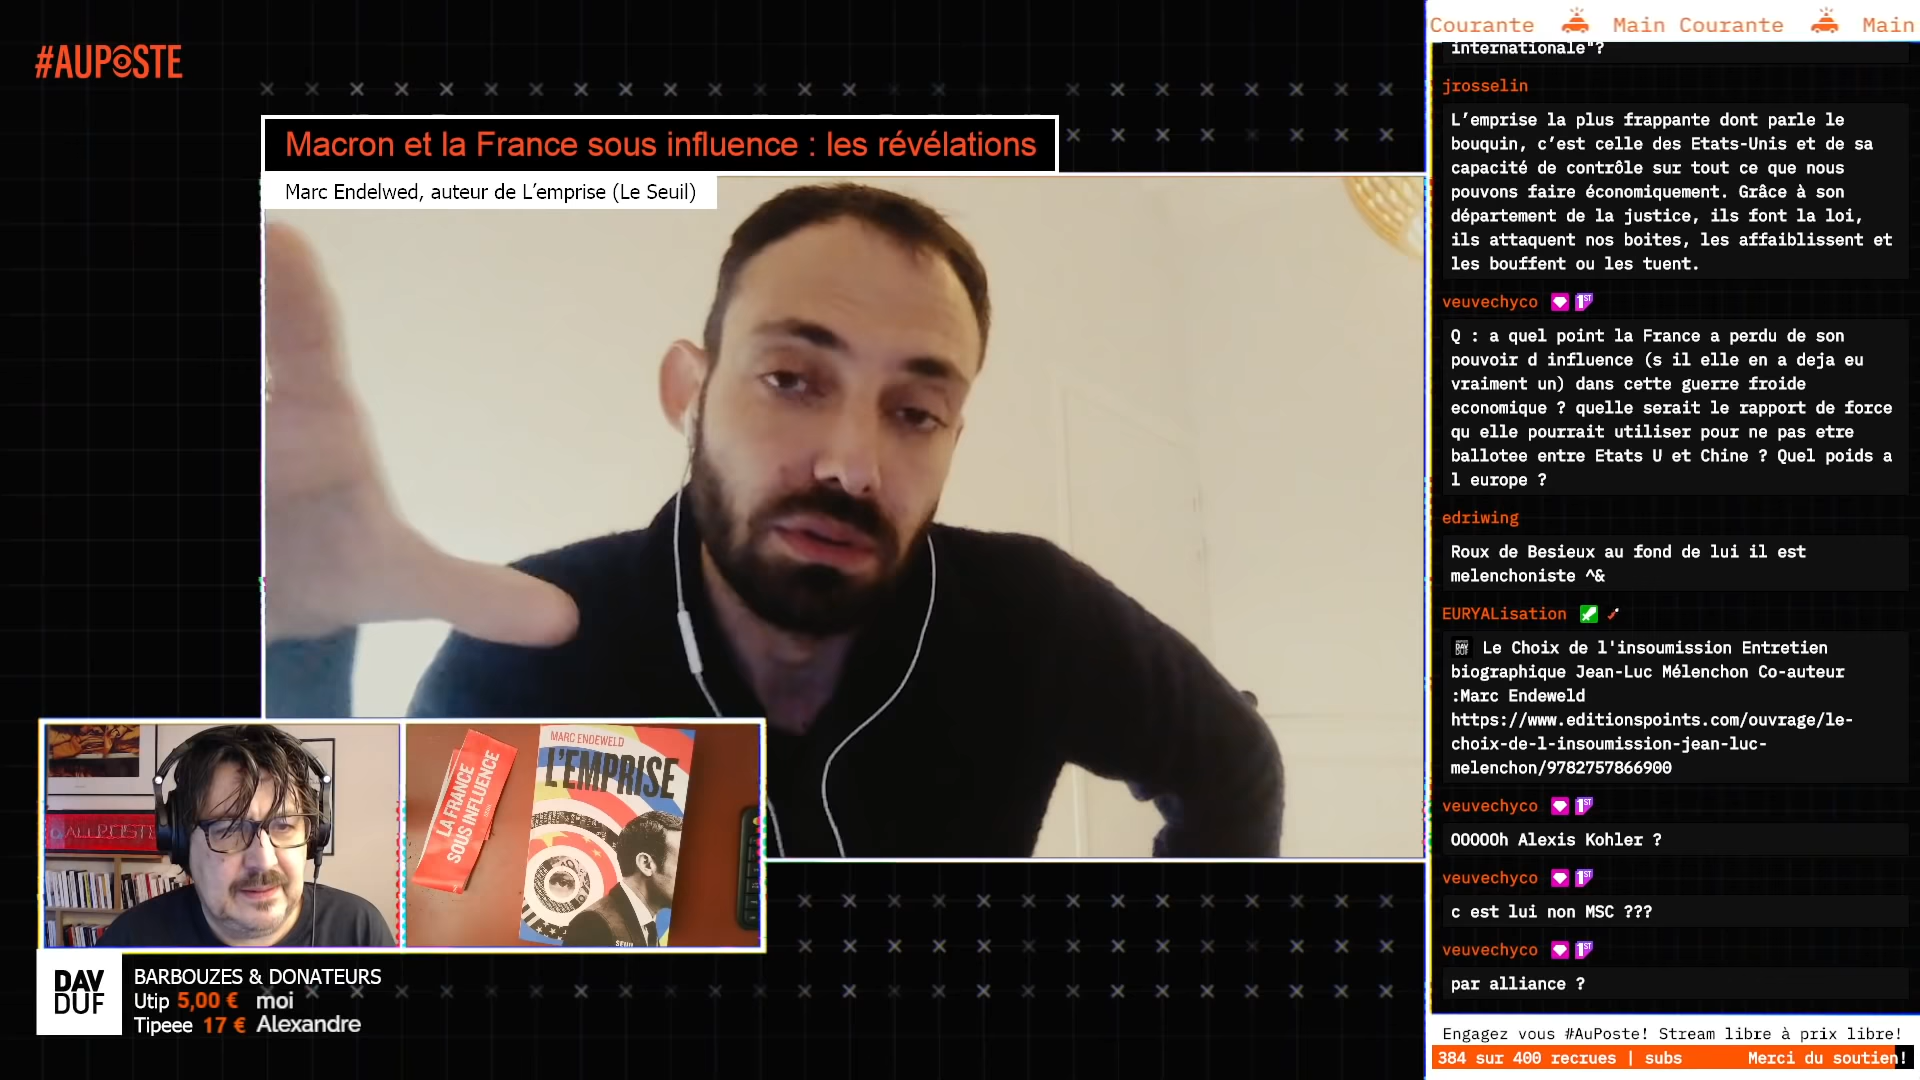 #AUPOSTE
Macron et la France sous influence : les révélations
Marc Endelwed, auteur de L’emprise (Le Seuil)
ALLÔ POSTE
LA FRANCE
SOUS INFLUENCE
MARC ENDEWELD
L'EMPRISE
SEUIL
DAV
DUF
BARBOUZES & DONATEURS
Utip 5,00 € moi
Tipeee 17 € Alexandre
Courante Main Courante Main
internationale"?
jrosselin
L’emprise la plus frappante dont parle le
bouquin, c’est celle des Etats-Unis et de sa
capacité de contrôle sur tout ce que nous
pouvons faire économiquement. Grâce à son
département de la justice, ils font la loi,
ils attaquent nos boites, les affaiblissent et
les bouffent ou les tuent.
veuvechyco 1ST
Q : a quel point la France a perdu de son
pouvoir d influence (s il elle en a deja eu
vraiment un) dans cette guerre froide
economique ? quelle serait le rapport de force
qu elle pourrait utiliser pour ne pas etre
ballotee entre Etats U et Chine ? Quel poids a
l europe ?
edriwing
Roux de Besieux au fond de lui il est
melenchoniste ^&
EURYALisation
DAV DUF Le Choix de l'insoumission Entretien
biographique Jean-Luc Mélenchon Co-auteur
:Marc Endeweld
https://www.editionspoints.com/ouvrage/le-
choix-de-l-insoumission-jean-luc-
melenchon/9782757866900
veuvechyco 1ST
OOOOOh Alexis Kohler ?
veuvechyco 1ST
c est lui non MSC ???
veuvechyco 1ST
par alliance ?
Engagez vous #AuPoste! Stream libre à prix libre!
384 sur 400 recrues | subs Merci du soutien!